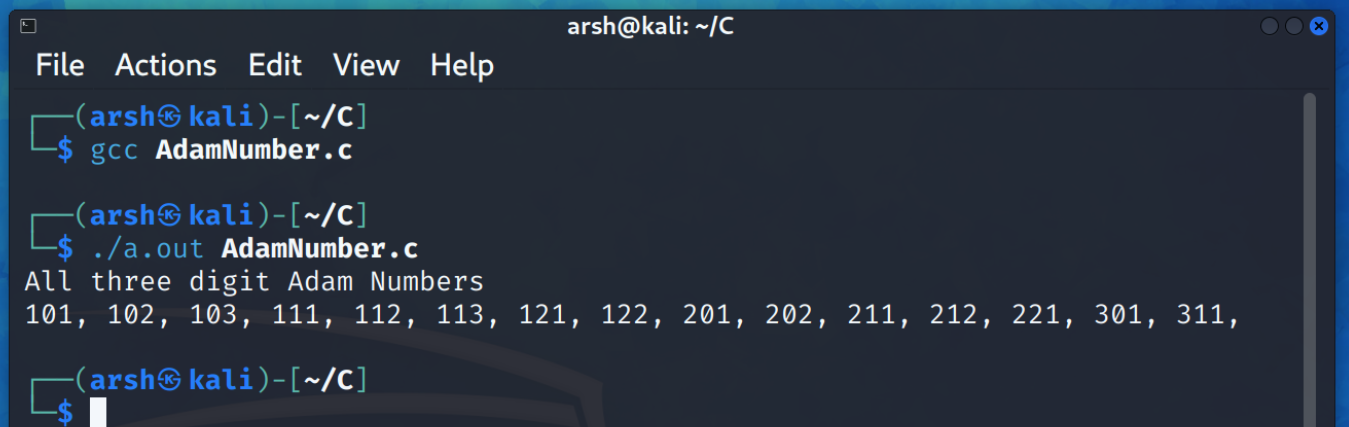 arsh@kali: ~/C
File Actions Edit View Help
┌──(arsh㉿kali)-[~/C]
└─$ gcc AdamNumber.c
┌──(arsh㉿kali)-[~/C]
└─$ ./a.out AdamNumber.c
All three digit Adam Numbers
101, 102, 103, 111, 112, 113, 121, 122, 201, 202, 211, 212, 221, 301, 311,
┌──(arsh㉿kali)-[~/C]
└─$